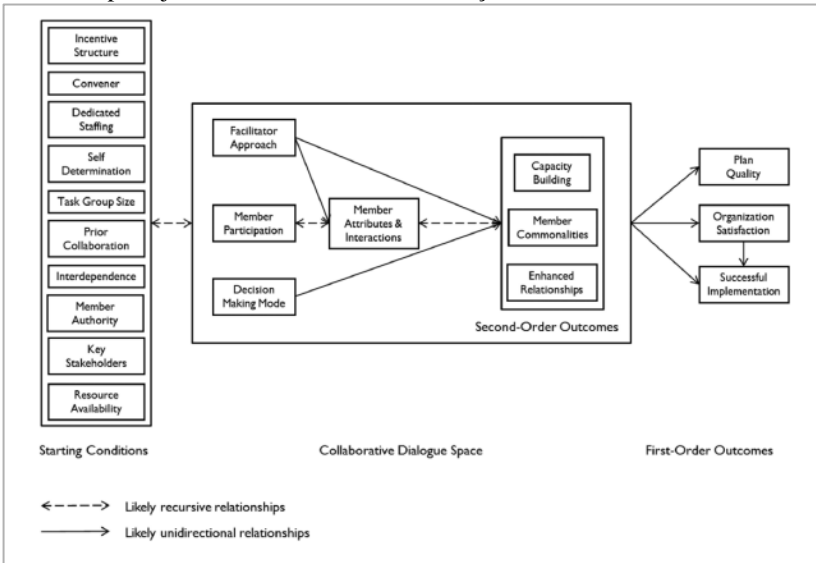 Incentive
Structure
Convener
Dedicated
Staffing
Self
Determination
Task Group Size
Prior
Collaboration
Interdependence
Member
Authority
Key
Stakeholders
Resource
Availability
Starting Conditions
Facilitator
Approach
Member
Participation
Decision
Making Mode
Member
Attributes &
Interactions
Capacity
Building
Member
Commonalities
Enhanced
Relationships
Second-Order Outcomes
Collaborative Dialogue Space
Plan
Quality
Organization
Satisfaction
Successful
Implementation
First-Order Outcomes
Likely recursive relationships
Likely unidirectional relationships